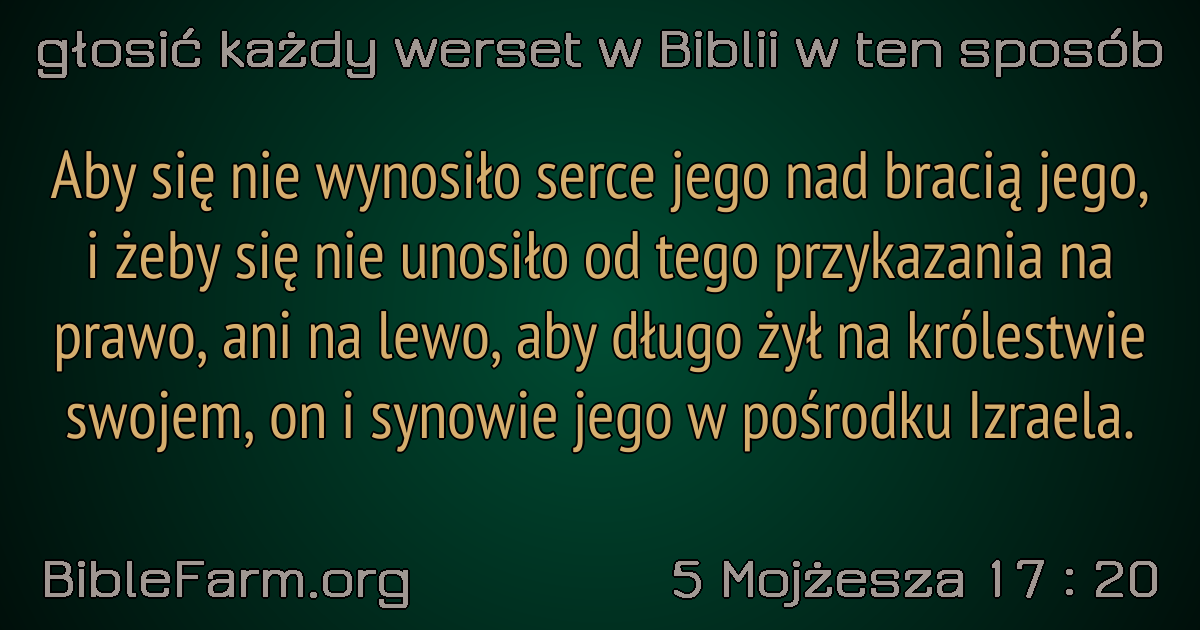 głosić każdy werset w Biblii w ten sposób
Aby się nie wynosiło serce jego nad bracią jego,
i żeby się nie unosiło od tego przykazania na
prawo, ani na lewo, aby długo żył na królestwie
swojem, on i synowie jego w pośrodku Izraela.
BibleFarm.org
5 Mojżesza 17 : 20